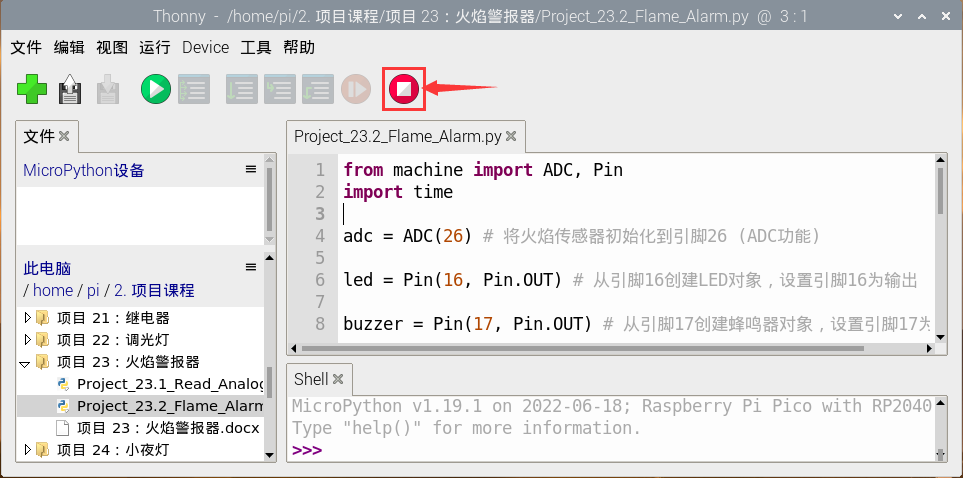 Thonny - /home/pi/2. 项目课程/项目 23：火焰警报器/Project_23.2_Flame_Alarm.py @ 3 : 1
文件 编辑 视图 运行 Device 工具 帮助
文件
MicroPython设备
此电脑
/ home / pi / 2. 项目课程
项目 21：继电器
项目 22：调光灯
项目 23：火焰警报器
Project_23.1_Read_Analog
Project_23.2_Flame_Alarm
项目 23：火焰警报器.docx
项目 24：小夜灯
Project_23.2_Flame_Alarm.py
1 from machine import ADC, Pin
2 import time
3
4 adc = ADC(26) # 将火焰传感器初始化到引脚26 (ADC功能)
5
6 led = Pin(16, Pin.OUT) # 从引脚16创建LED对象，设置引脚16为输出
7
8 buzzer = Pin(17, Pin.OUT) # 从引脚17创建蜂鸣器对象，设置引脚17为
Shell
MicroPython v1.19.1 on 2022-06-18; Raspberry Pi Pico with RP2040
Type "help()" for more information.
>>>